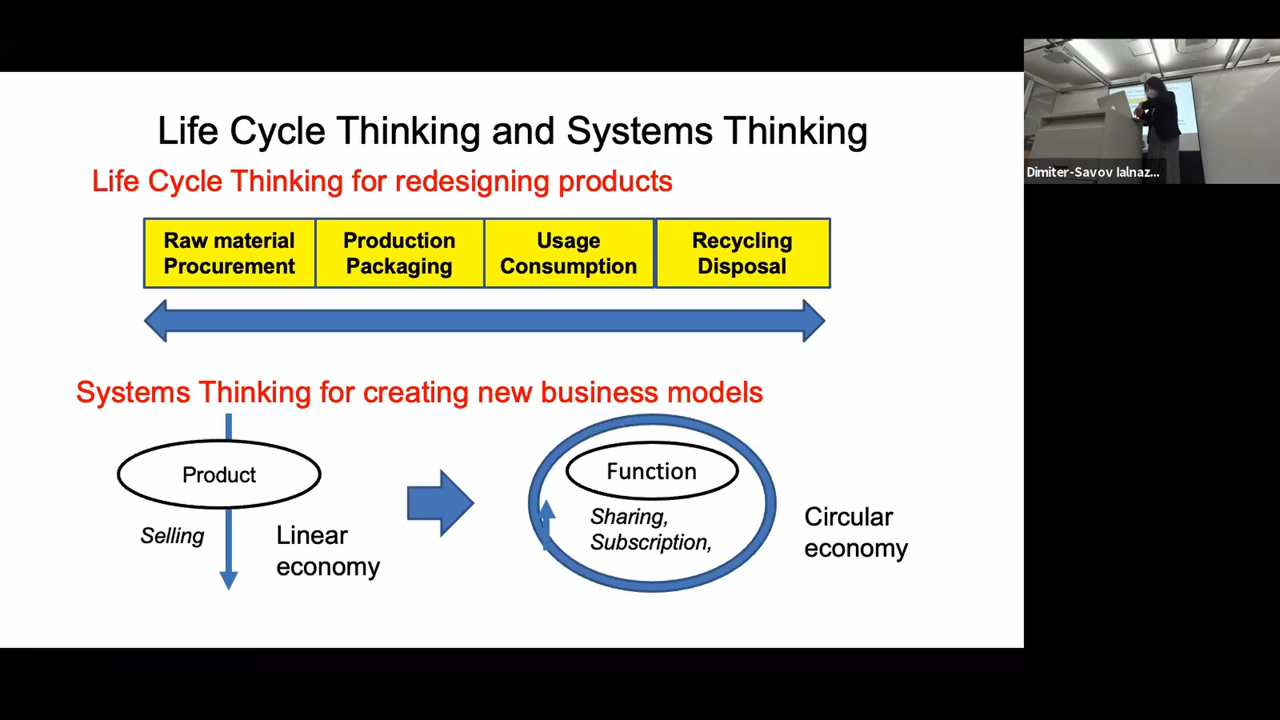 Life Cycle Thinking and Systems Thinking
Life Cycle Thinking for redesigning products
Raw material
Procurement
Production
Packaging
Usage
Consumption
Recycling
Disposal
Systems Thinking for creating new business models
Product
Selling
Linear
economy
Function
Sharing,
Subscription,
Circular
economy
Dimiter-Savov Ialnaz...